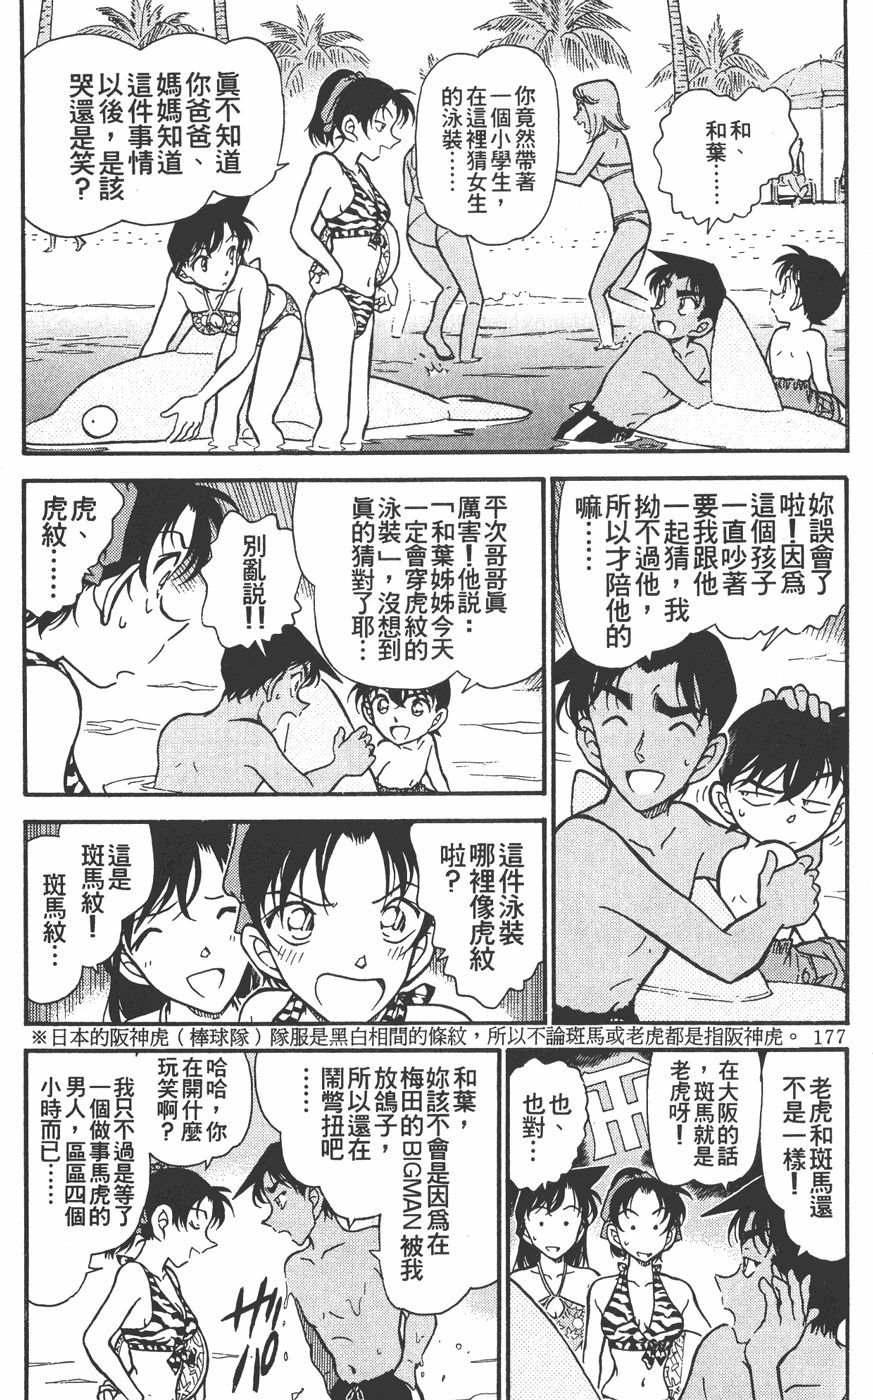 和、
和葉……
你竟然帶著
一個小學生，
在這裡猜女生
的泳裝……
眞不知道
你爸爸、
媽媽知道
這件事情
以後，是該
哭還是笑？
妳誤會了
啦！因爲
這個孩子
一直吵著
要我跟他
一起猜，我
拗不過他，
所以才陪他的
嘛……
平次哥哥眞
厲害！他說：
「和葉姊姊今天
一定會穿虎紋的
泳裝」，沒想到
眞的猜對了耶…
別亂說!!
虎、
虎紋……
這件泳裝
哪裡像虎紋
啦？
這是
斑馬紋！
斑馬紋…
※日本的阪神虎（棒球隊）隊服是黑白相間的條紋，所以不論斑馬或老虎都是指阪神虎。 177
老虎和斑馬還
不是一樣！
在大阪的話
，斑馬就是
老虎呀！
也、
也對…
和葉，
妳該不會是因爲在
梅田的BIGMAN被我
放鴿子，
所以還在
鬧彆扭吧
……
哈哈，你
在開什麼
玩笑啊？
我只不過是等了
一個做事馬虎的
男人，區區四個
小時而已……